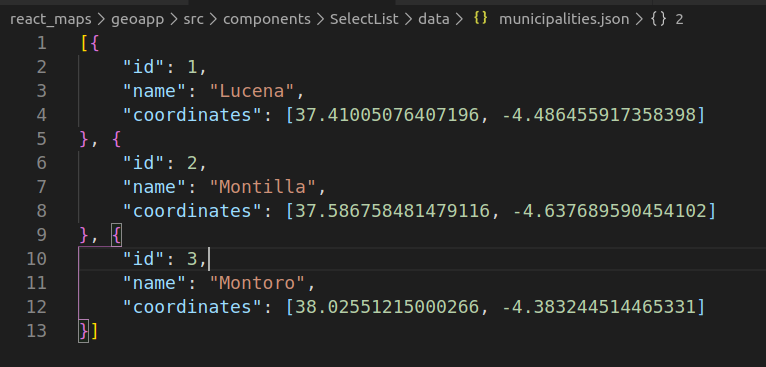 react_maps > geoapp > src > components > SelectList > data > {} municipalities.json > {} 2
1 [{
2 "id": 1,
3 "name": "Lucena",
4 "coordinates": [37.41005076407196, -4.486455917358398]
5 }, {
6 "id": 2,
7 "name": "Montilla",
8 "coordinates": [37.586758481479116, -4.637689590454102]
9 }, {
10 "id": 3,
11 "name": "Montoro",
12 "coordinates": [38.02551215000266, -4.383244514465331]
13 }]